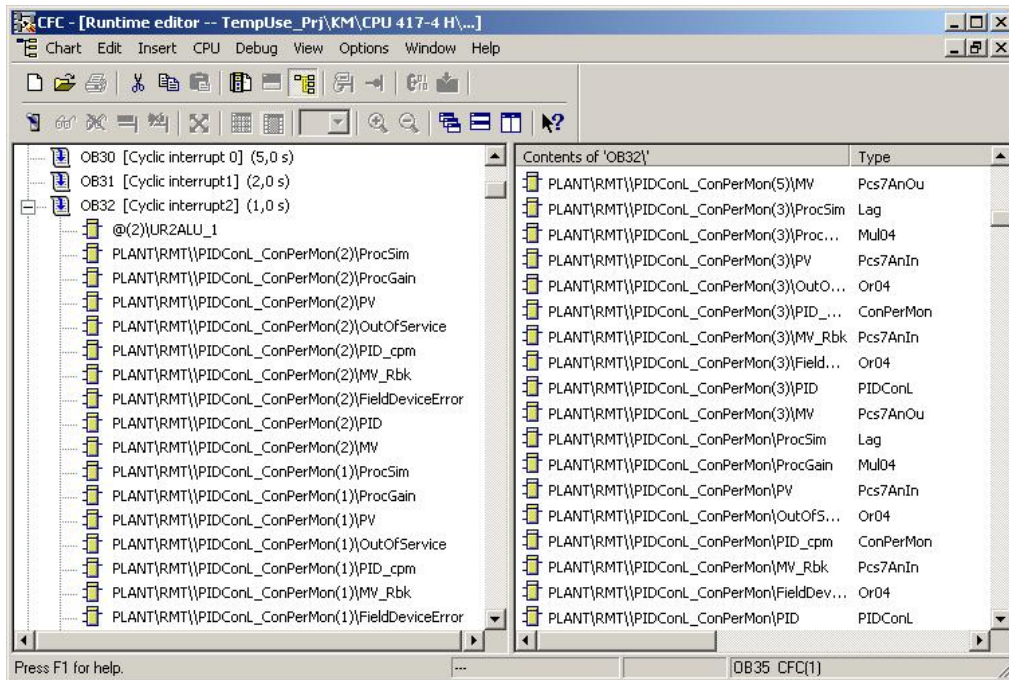 CFC - [Runtime editor -- TempUse_Prj\KM\CPU 417-4 H\...]
Chart Edit Insert CPU Debug View Options Window Help
OB30 [Cyclic interrupt 0] (5,0 s)
OB31 [Cyclic interrupt1] (2,0 s)
OB32 [Cyclic interrupt2] (1,0 s)
@(2)\UR2ALU_1
PLANT\RMT\\PIDConL_ConPerMon(2)\ProcSim
PLANT\RMT\\PIDConL_ConPerMon(2)\ProcGain
PLANT\RMT\\PIDConL_ConPerMon(2)\PV
PLANT\RMT\\PIDConL_ConPerMon(2)\OutOfService
PLANT\RMT\\PIDConL_ConPerMon(2)\PID_cpm
PLANT\RMT\\PIDConL_ConPerMon(2)\MV_Rbk
PLANT\RMT\\PIDConL_ConPerMon(2)\FieldDeviceError
PLANT\RMT\\PIDConL_ConPerMon(2)\PID
PLANT\RMT\\PIDConL_ConPerMon(2)\MV
PLANT\RMT\\PIDConL_ConPerMon(1)\ProcSim
PLANT\RMT\\PIDConL_ConPerMon(1)\ProcGain
PLANT\RMT\\PIDConL_ConPerMon(1)\PV
PLANT\RMT\\PIDConL_ConPerMon(1)\OutOfService
PLANT\RMT\\PIDConL_ConPerMon(1)\PID_cpm
PLANT\RMT\\PIDConL_ConPerMon(1)\MV_Rbk
PLANT\RMT\\PIDConL_ConPerMon(1)\FieldDeviceError
Contents of 'OB32\' Type
PLANT\RMT\\PIDConL_ConPerMon(5)\MV Pcs7AnOu
PLANT\RMT\\PIDConL_ConPerMon(3)\ProcSim Lag
PLANT\RMT\\PIDConL_ConPerMon(3)\Proc... Mul04
PLANT\RMT\\PIDConL_ConPerMon(3)\PV Pcs7AnIn
PLANT\RMT\\PIDConL_ConPerMon(3)\OutO... Or04
PLANT\RMT\\PIDConL_ConPerMon(3)\PID_... ConPerMon
PLANT\RMT\\PIDConL_ConPerMon(3)\MV_Rbk Pcs7AnIn
PLANT\RMT\\PIDConL_ConPerMon(3)\Field... Or04
PLANT\RMT\\PIDConL_ConPerMon(3)\PID PIDConL
PLANT\RMT\\PIDConL_ConPerMon(3)\MV Pcs7AnOu
PLANT\RMT\\PIDConL_ConPerMon\ProcSim Lag
PLANT\RMT\\PIDConL_ConPerMon\ProcGain Mul04
PLANT\RMT\\PIDConL_ConPerMon\PV Pcs7AnIn
PLANT\RMT\\PIDConL_ConPerMon\OutOfS... Or04
PLANT\RMT\\PIDConL_ConPerMon\PID_cpm ConPerMon
PLANT\RMT\\PIDConL_ConPerMon\MV_Rbk Pcs7AnIn
PLANT\RMT\\PIDConL_ConPerMon\FieldDev... Or04
PLANT\RMT\\PIDConL_ConPerMon\PID PIDConL
Press F1 for help. --- OB35 CFC(1)